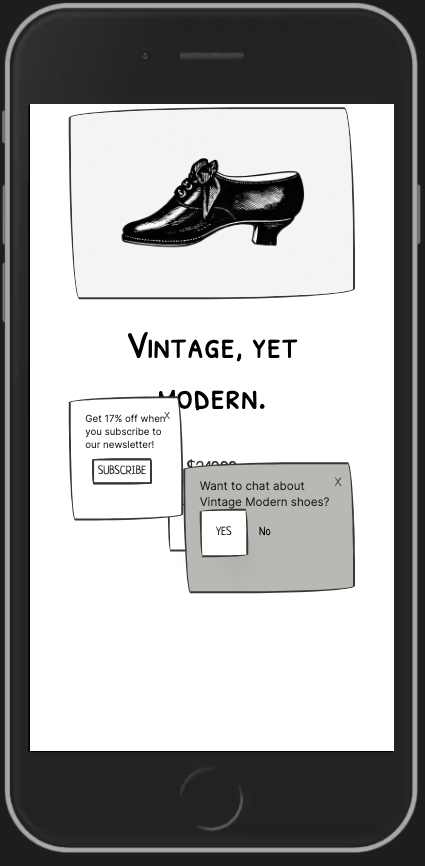 VINTAGE, YET
MODERN.
Get 17% off when X
you subscribe to
our newsletter!
SUBSCRIBE
Want to chat about X
Vintage Modern shoes?
YES No